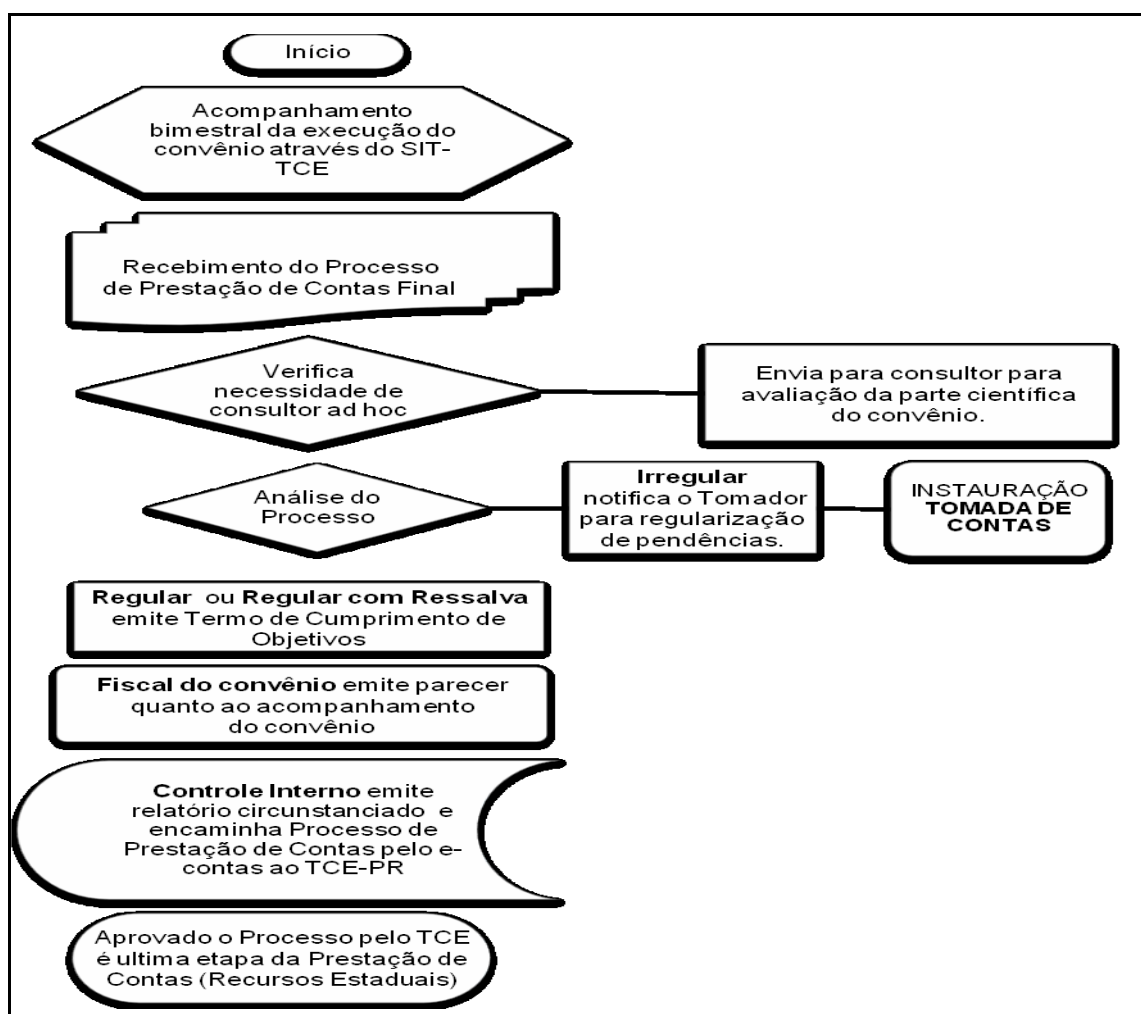 Início
Acompanhamento
bimestral da execução do
convênio através do SIT-
TCE
Recebimento do Processo
de Prestação de Contas Final
Verifica
necessidade de
consultor ad hoc
Envia para consultor para
avaliação da parte científica
do convênio.
Análise do
Processo
Irregular
notifica o Tomador
para regularização
de pendências.
INSTAURAÇÃO
TOMADA DE
CONTAS
Regular ou Regular com Ressalva
emite Termo de Cumprimento de
Objetivos
Fiscal do convênio emite parecer
quanto ao acompanhamento
do convênio
Controle Interno emite
relatório circunstanciado e
encaminha Processo de
Prestação de Contas pelo e-
contas ao TCE-PR
Aprovado o Processo pelo TCE
é ultima etapa da Prestação de
Contas (Recursos Estaduais)